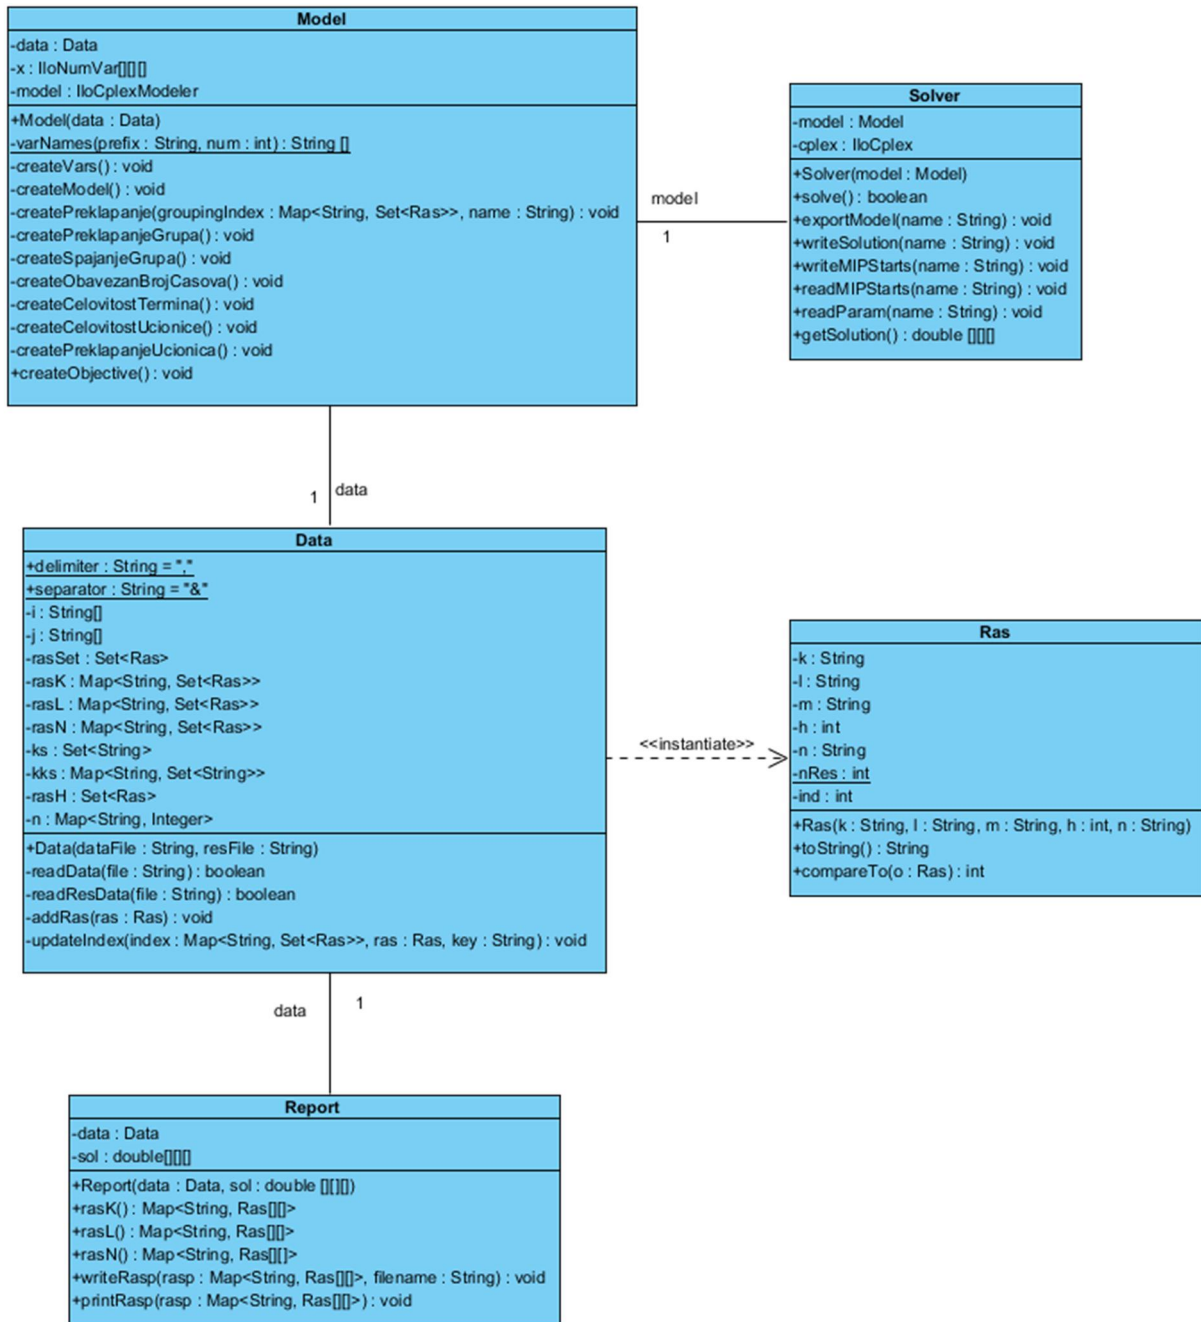 Model
-data : Data
-x : IloNumVar[][][]
-model : IloCplexModeler
+Model(data : Data)
-varNames(prefix : String, num : int) : String []
-createVars() : void
-createModel() : void
-createPreklapanje(groupingIndex : Map<String, Set<Ras>>, name : String) : void
-createPreklapanjeGrupa() : void
-createSpajanjeGrupa() : void
-createObavezanBrojCasova() : void
-createCelovitostTermina() : void
-createCelovitostUcionice() : void
-createPreklapanjeUcionica() : void
+createObjective() : void
model
1
Solver
-model : Model
-cplex : IloCplex
+Solver(model : Model)
+solve() : boolean
+exportModel(name : String) : void
+writeSolution(name : String) : void
+writeMIPStarts(name : String) : void
+readMIPStarts(name : String) : void
+readParam(name : String) : void
+getSolution() : double [][][]
1
data
Data
+delimiter : String = ","
+separator : String = "&"
-i : String[]
-j : String[]
-rasSet : Set<Ras>
-rasK : Map<String, Set<Ras>>
-rasL : Map<String, Set<Ras>>
-rasN : Map<String, Set<Ras>>
-ks : Set<String>
-kks : Map<String, Set<String>>
-rasH : Set<Ras>
-n : Map<String, Integer>
+Data(dataFile : String, resFile : String)
-readData(file : String) : boolean
-readResData(file : String) : boolean
-addRas(ras : Ras) : void
-updateIndex(index : Map<String, Set<Ras>>, ras : Ras, key : String) : void
<<instantiate>>
Ras
-k : String
-l : String
-m : String
-h : int
-n : String
-nRes : int
-ind : int
+Ras(k : String, l : String, m : String, h : int, n : String)
+toString() : String
+compareTo(o : Ras) : int
data
1
Report
-data : Data
-sol : double[][][]
+Report(data : Data, sol : double [][][])
+rasK() : Map<String, Ras[][]>
+rasL() : Map<String, Ras[][]>
+rasN() : Map<String, Ras[][]>
+writeRasp(rasp : Map<String, Ras[][]>, filename : String) : void
+printRasp(rasp : Map<String, Ras[][]>) : void